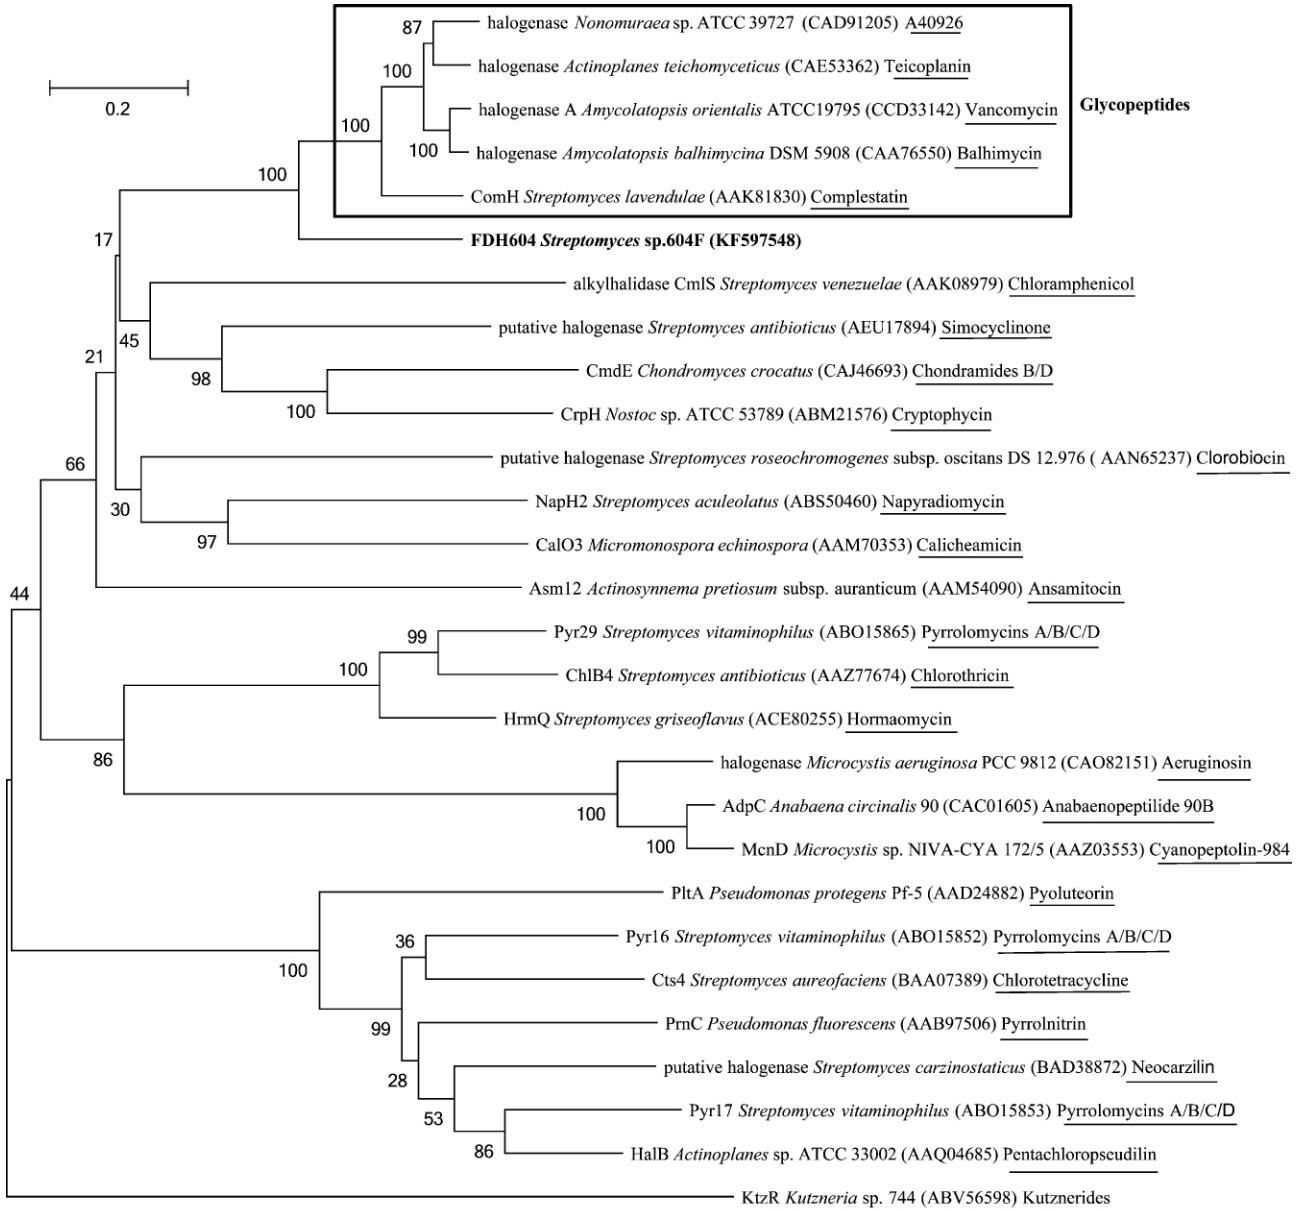 87
halogenase Nonomuraea sp. ATCC 39727 (CAD91205) A40926
100
halogenase Actinoplanes teichomyceticus (CAE53362) Teicoplanin
0.2
halogenase A Amycolatopsis orientalis ATCC19795 (CCD33142) Vancomycin
Glycopeptides
100
100
halogenase Amycolatopsis balhimycina DSM 5908 (CAA76550) Balhimycin
100
ComH Streptomyces lavendulae (AAK81830) Complestatin
17
FDH604 Streptomyces sp.604F (KF597548)
alkylhalidase CmlS Streptomyces venezuelae (AAK08979) Chloramphenicol
45
putative halogenase Streptomyces antibioticus (AEU17894) Simocyclinone
21
98
CmdE Chondromyces crocatus (CAJ46693) Chondramides B/D
100
CrpH Nostoc sp. ATCC 53789 (ABM21576) Cryptophycin
66
putative halogenase Streptomyces roseochromogenes subsp. oscitans DS 12.976 ( AAN65237) Clorobiocin
30
NapH2 Streptomyces aculeolatus (ABS50460) Napyradiomycin
97
CalO3 Micromonospora echinospora (AAM70353) Calicheamicin
44
Asm12 Actinosynnema pretiosum subsp. auranticum (AAM54090) Ansamitocin
99
Pyr29 Streptomyces vitaminophilus (ABO15865) Pyrrolomycins A/B/C/D
100
ChlB4 Streptomyces antibioticus (AAZ77674) Chlorothricin
HrmQ Streptomyces griseoflavus (ACE80255) Hormaomycin
86
halogenase Microcystis aeruginosa PCC 9812 (CAO82151) Aeruginosin
100
AdpC Anabaena circinalis 90 (CAC01605) Anabaenopeptilide 90B
100
McnD Microcystis sp. NIVA-CYA 172/5 (AAZ03553) Cyanopeptolin-984
PltA Pseudomonas protegens Pf-5 (AAD24882) Pyoluteorin
36
Pyr16 Streptomyces vitaminophilus (ABO15852) Pyrrolomycins A/B/C/D
100
Cts4 Streptomyces aureofaciens (BAA07389) Chlorotetracycline
99
PrnC Pseudomonas fluorescens (AAB97506) Pyrrolnitrin
28
putative halogenase Streptomyces carzinostaticus (BAD38872) Neocarzilin
53
Pyr17 Streptomyces vitaminophilus (ABO15853) Pyrrolomycins A/B/C/D
86
HalB Actinoplanes sp. ATCC 33002 (AAQ04685) Pentachloropseudilin
KtzR Kutzneria sp. 744 (ABV56598) Kutznerides